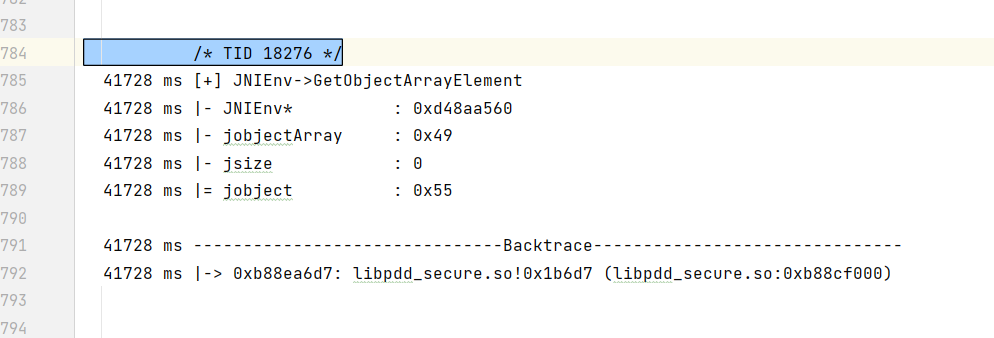 782
783
784 /* TID 18276 */
785 41728 ms [+] JNIEnv->GetObjectArrayElement
786 41728 ms |- JNIEnv* : 0xd48aa560
787 41728 ms |- jobjectArray : 0x49
788 41728 ms |- jsize : 0
789 41728 ms |= jobject : 0x55
790
791 41728 ms -------------------------------Backtrace-------------------------------
792 41728 ms |-> 0xb88ea6d7: libpdd_secure.so!0x1b6d7 (libpdd_secure.so:0xb88cf000)
793
794